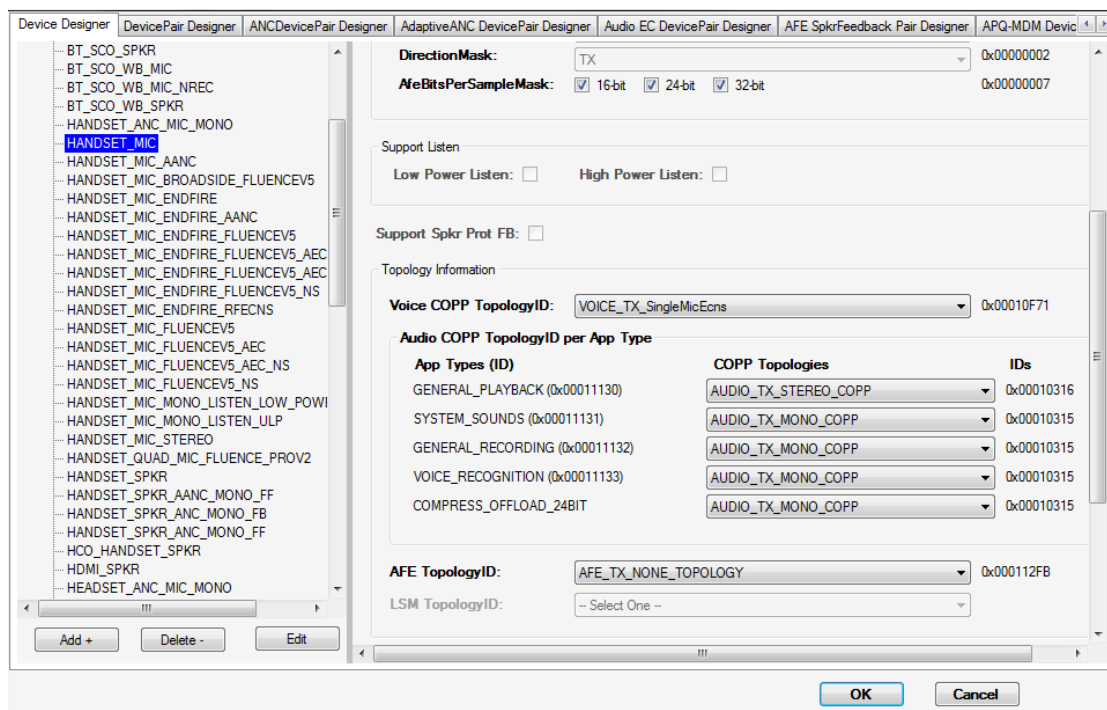 Device Designer DevicePair Designer ANCDevicePair Designer AdaptiveANC DevicePair Designer Audio EC DevicePair Designer AFE SpkrFeedback Pair Designer APQ-MDM Devic
BT_SCO_SPKR
BT_SCO_WB_MIC
BT_SCO_WB_MIC_NREC
BT_SCO_WB_SPKR
HANDSET_ANC_MIC_MONO
HANDSET_MIC
HANDSET_MIC_AANC
HANDSET_MIC_BROADSIDE_FLUENCEV5
HANDSET_MIC_ENDFIRE
HANDSET_MIC_ENDFIRE_AANC
HANDSET_MIC_ENDFIRE_FLUENCEV5
HANDSET_MIC_ENDFIRE_FLUENCEV5_AEC
HANDSET_MIC_ENDFIRE_FLUENCEV5_AEC
HANDSET_MIC_ENDFIRE_FLUENCEV5_NS
HANDSET_MIC_ENDFIRE_RFECNS
HANDSET_MIC_FLUENCEV5
HANDSET_MIC_FLUENCEV5_AEC
HANDSET_MIC_FLUENCEV5_AEC_NS
HANDSET_MIC_FLUENCEV5_NS
HANDSET_MIC_MONO_LISTEN_LOW_POWI
HANDSET_MIC_MONO_LISTEN_ULP
HANDSET_MIC_STEREO
HANDSET_QUAD_MIC_FLUENCE_PROV2
HANDSET_SPKR
HANDSET_SPKR_AANC_MONO_FF
HANDSET_SPKR_ANC_MONO_FB
HANDSET_SPKR_ANC_MONO_FF
HCO_HANDSET_SPKR
HDMI_SPKR
HEADSET_ANC_MIC_MONO
Add + Delete - Edit
DirectionMask: TX 0x00000002
AfeBitsPerSampleMask: 16-bit 24-bit 32-bit 0x00000007
Support Listen
Low Power Listen: High Power Listen:
Support Spkr Prot FB:
Topology Information
Voice COPP TopologyID: VOICE_TX_SingleMicEcns 0x00010F71
Audio COPP TopologyID per App Type
App Types (ID) COPP Topologies IDs
GENERAL_PLAYBACK (0x00011130) AUDIO_TX_STEREO_COPP 0x00010316
SYSTEM_SOUNDS (0x00011131) AUDIO_TX_MONO_COPP 0x00010315
GENERAL_RECORDING (0x00011132) AUDIO_TX_MONO_COPP 0x00010315
VOICE_RECOGNITION (0x00011133) AUDIO_TX_MONO_COPP 0x00010315
COMPRESS_OFFLOAD_24BIT AUDIO_TX_MONO_COPP 0x00010315
AFE TopologyID: AFE_TX_NONE_TOPOLOGY 0x000112FB
LSM TopologyID: -- Select One --
OK Cancel